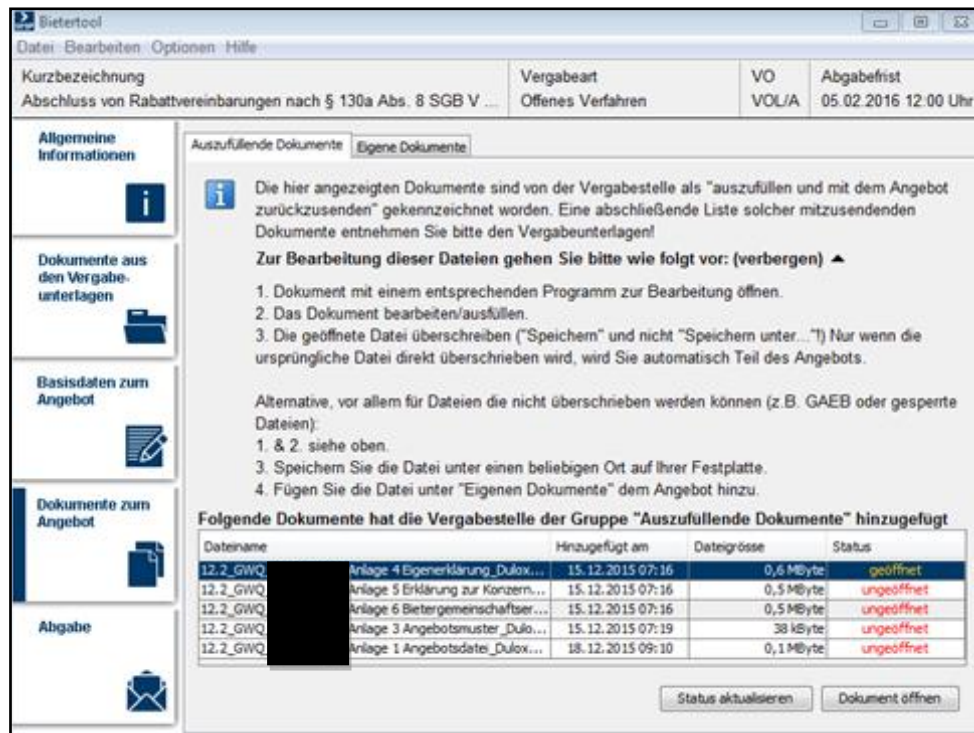 Bietertool
Datei Bearbeiten Optionen Hilfe
Kurzbezeichnung
Abschluss von Rabattvereinbarungen nach § 130a Abs. 8 SGB V ...
Vergabeart
Offenes Verfahren
VO
VOL/A
Abgabefrist
05.02.2016 12:00 Uhr
Allgemeine
Informationen
Dokumente aus
den Vergabe-
unterlagen
Basisdaten zum
Angebot
Dokumente zum
Angebot
Abgabe
Auszufüllende Dokumente Eigene Dokumente
Die hier angezeigten Dokumente sind von der Vergabestelle als "auszufüllen und mit dem Angebot
zurückzusenden" gekennzeichnet worden. Eine abschließende Liste solcher mitzusendenden
Dokumente entnehmen Sie bitte den Vergabeunterlagen!
Zur Bearbeitung dieser Dateien gehen Sie bitte wie folgt vor: (verbergen)
1. Dokument mit einem entsprechenden Programm zur Bearbeitung öffnen.
2. Das Dokument bearbeiten/ausfüllen.
3. Die geöffnete Datei überschreiben ("Speichern" und nicht "Speichern unter..."!) Nur wenn die
ursprüngliche Datei direkt überschrieben wird, wird Sie automatisch Teil des Angebots.
Alternative, vor allem für Dateien die nicht überschrieben werden können (z.B. GAEB oder gesperrte
Dateien):
1. & 2. siehe oben.
3. Speichern Sie die Datei unter einen beliebigen Ort auf Ihrer Festplatte.
4. Fügen Sie die Datei unter "Eigenen Dokumente" dem Angebot hinzu.
Folgende Dokumente hat die Vergabestelle der Gruppe "Auszufüllende Dokumente" hinzugefügt
Dateiname Hinzugefügt am Dateigrösse Status
12.2_GWQ Anlage 4 Eigenerklärung_Dulox... 15.12.2015 07:16 0,6 MByte geöffnet
12.2_GWQ Anlage 5 Erklärung zur Konzern... 15.12.2015 07:16 0,5 MByte ungeöffnet
12.2_GWQ Anlage 6 Bietergemeinschaftser... 15.12.2015 07:16 0,5 MByte ungeöffnet
12.2_GWQ Anlage 3 Angebotsmuster_Dulo... 15.12.2015 07:19 38 kByte ungeöffnet
12.2_GWQ Anlage 1 Angebotsdatei_Dulox... 18.12.2015 09:10 0,1 MByte ungeöffnet
Status aktualisieren Dokument öffnen